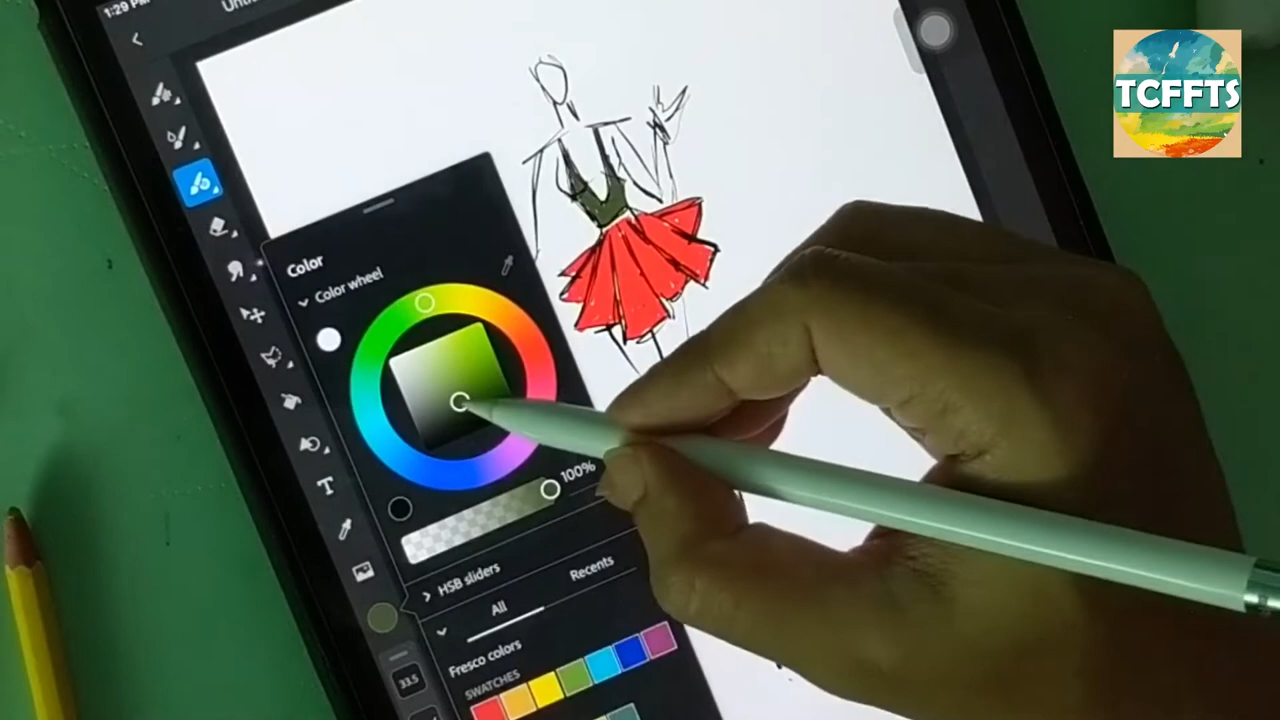 1:29 PM
TCFFTS
Color
Color wheel
100%
HSB sliders
All
Recents
Fresco colors
SWATCHES
T
33.5